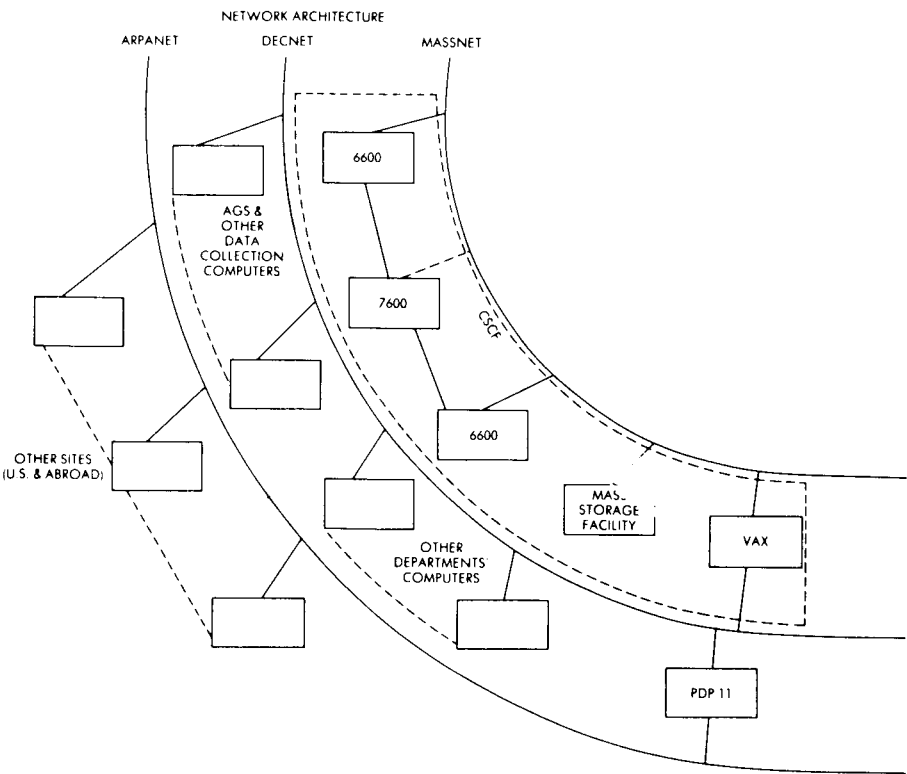 NETWORK ARCHITECTURE
ARPANET
DECNET
MASSNET
6600
AGS &
OTHER
DATA
COLLECTION
COMPUTERS
7600
CSCF
6600
OTHER SITES
(U.S. & ABROAD)
MASS
STORAGE
FACILITY
VAX
OTHER
DEPARTMENTS'
COMPUTERS
PDP 11